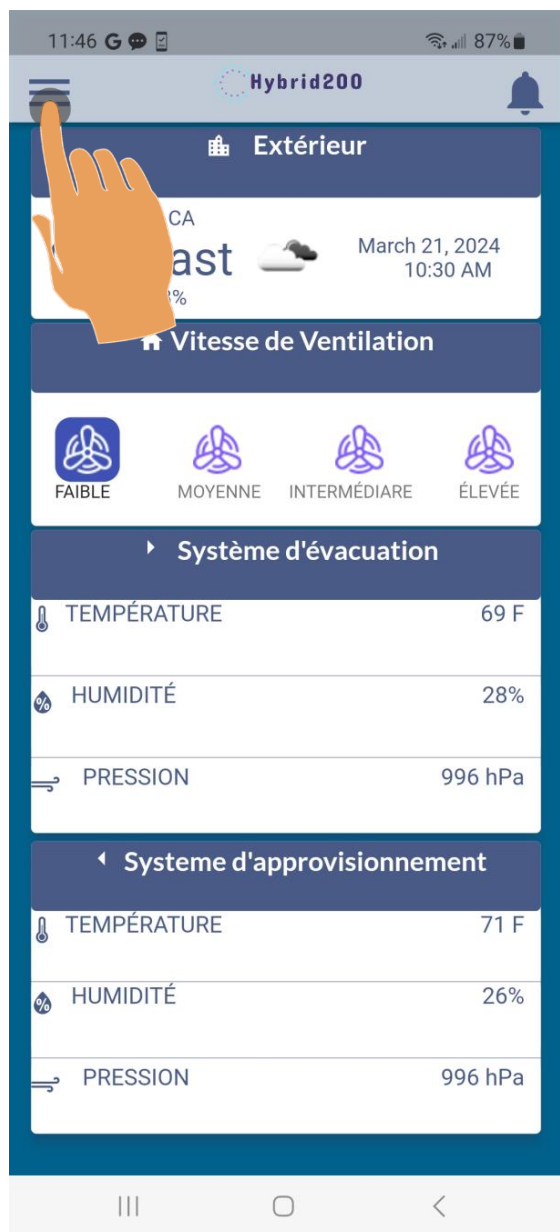 11:46 G 87%
Hybrid200
Extérieur
CA
ast
March 21, 2024
10:30 AM
%
Vitesse de Ventilation
FAIBLE MOYENNE INTERMÉDIARE ÉLEVÉE
Système d'évacuation
TEMPÉRATURE 69 F
% HUMIDITÉ 28%
PRESSION 996 hPa
Systeme d'approvisionnement
TEMPÉRATURE 71 F
% HUMIDITÉ 26%
PRESSION 996 hPa